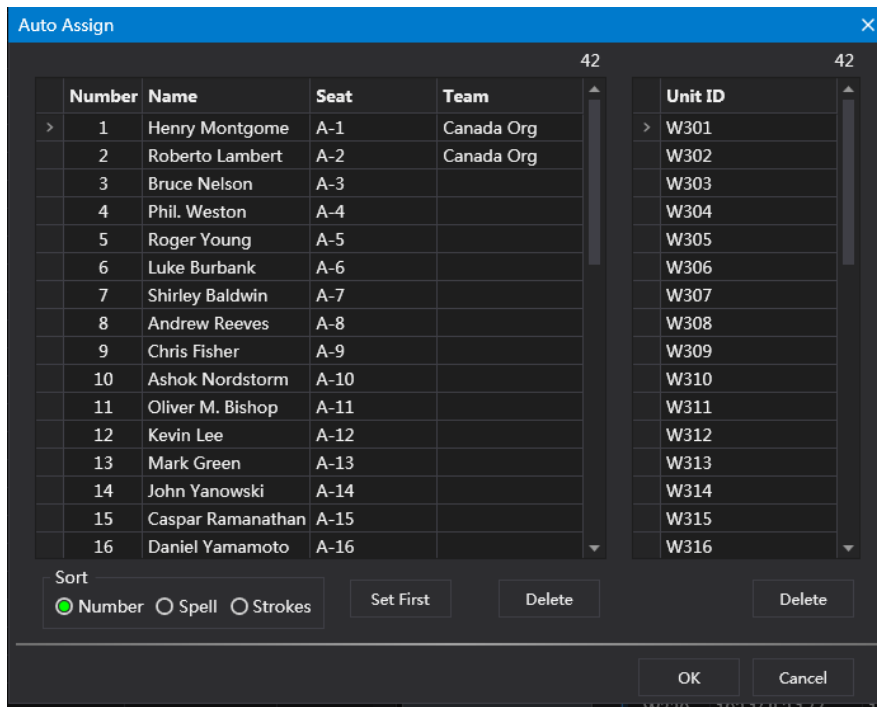 Auto Assign
42 42
Number Name Seat Team Unit ID
1 Henry Montgome A-1 Canada Org W301
2 Roberto Lambert A-2 Canada Org W302
3 Bruce Nelson A-3 W303
4 Phil. Weston A-4 W304
5 Roger Young A-5 W305
6 Luke Burbank A-6 W306
7 Shirley Baldwin A-7 W307
8 Andrew Reeves A-8 W308
9 Chris Fisher A-9 W309
10 Ashok Nordstorm A-10 W310
11 Oliver M. Bishop A-11 W311
12 Kevin Lee A-12 W312
13 Mark Green A-13 W313
14 John Yanowski A-14 W314
15 Caspar Ramanathan A-15 W315
16 Daniel Yamamoto A-16 W316
Sort
Number Spell Strokes Set First Delete Delete
OK Cancel